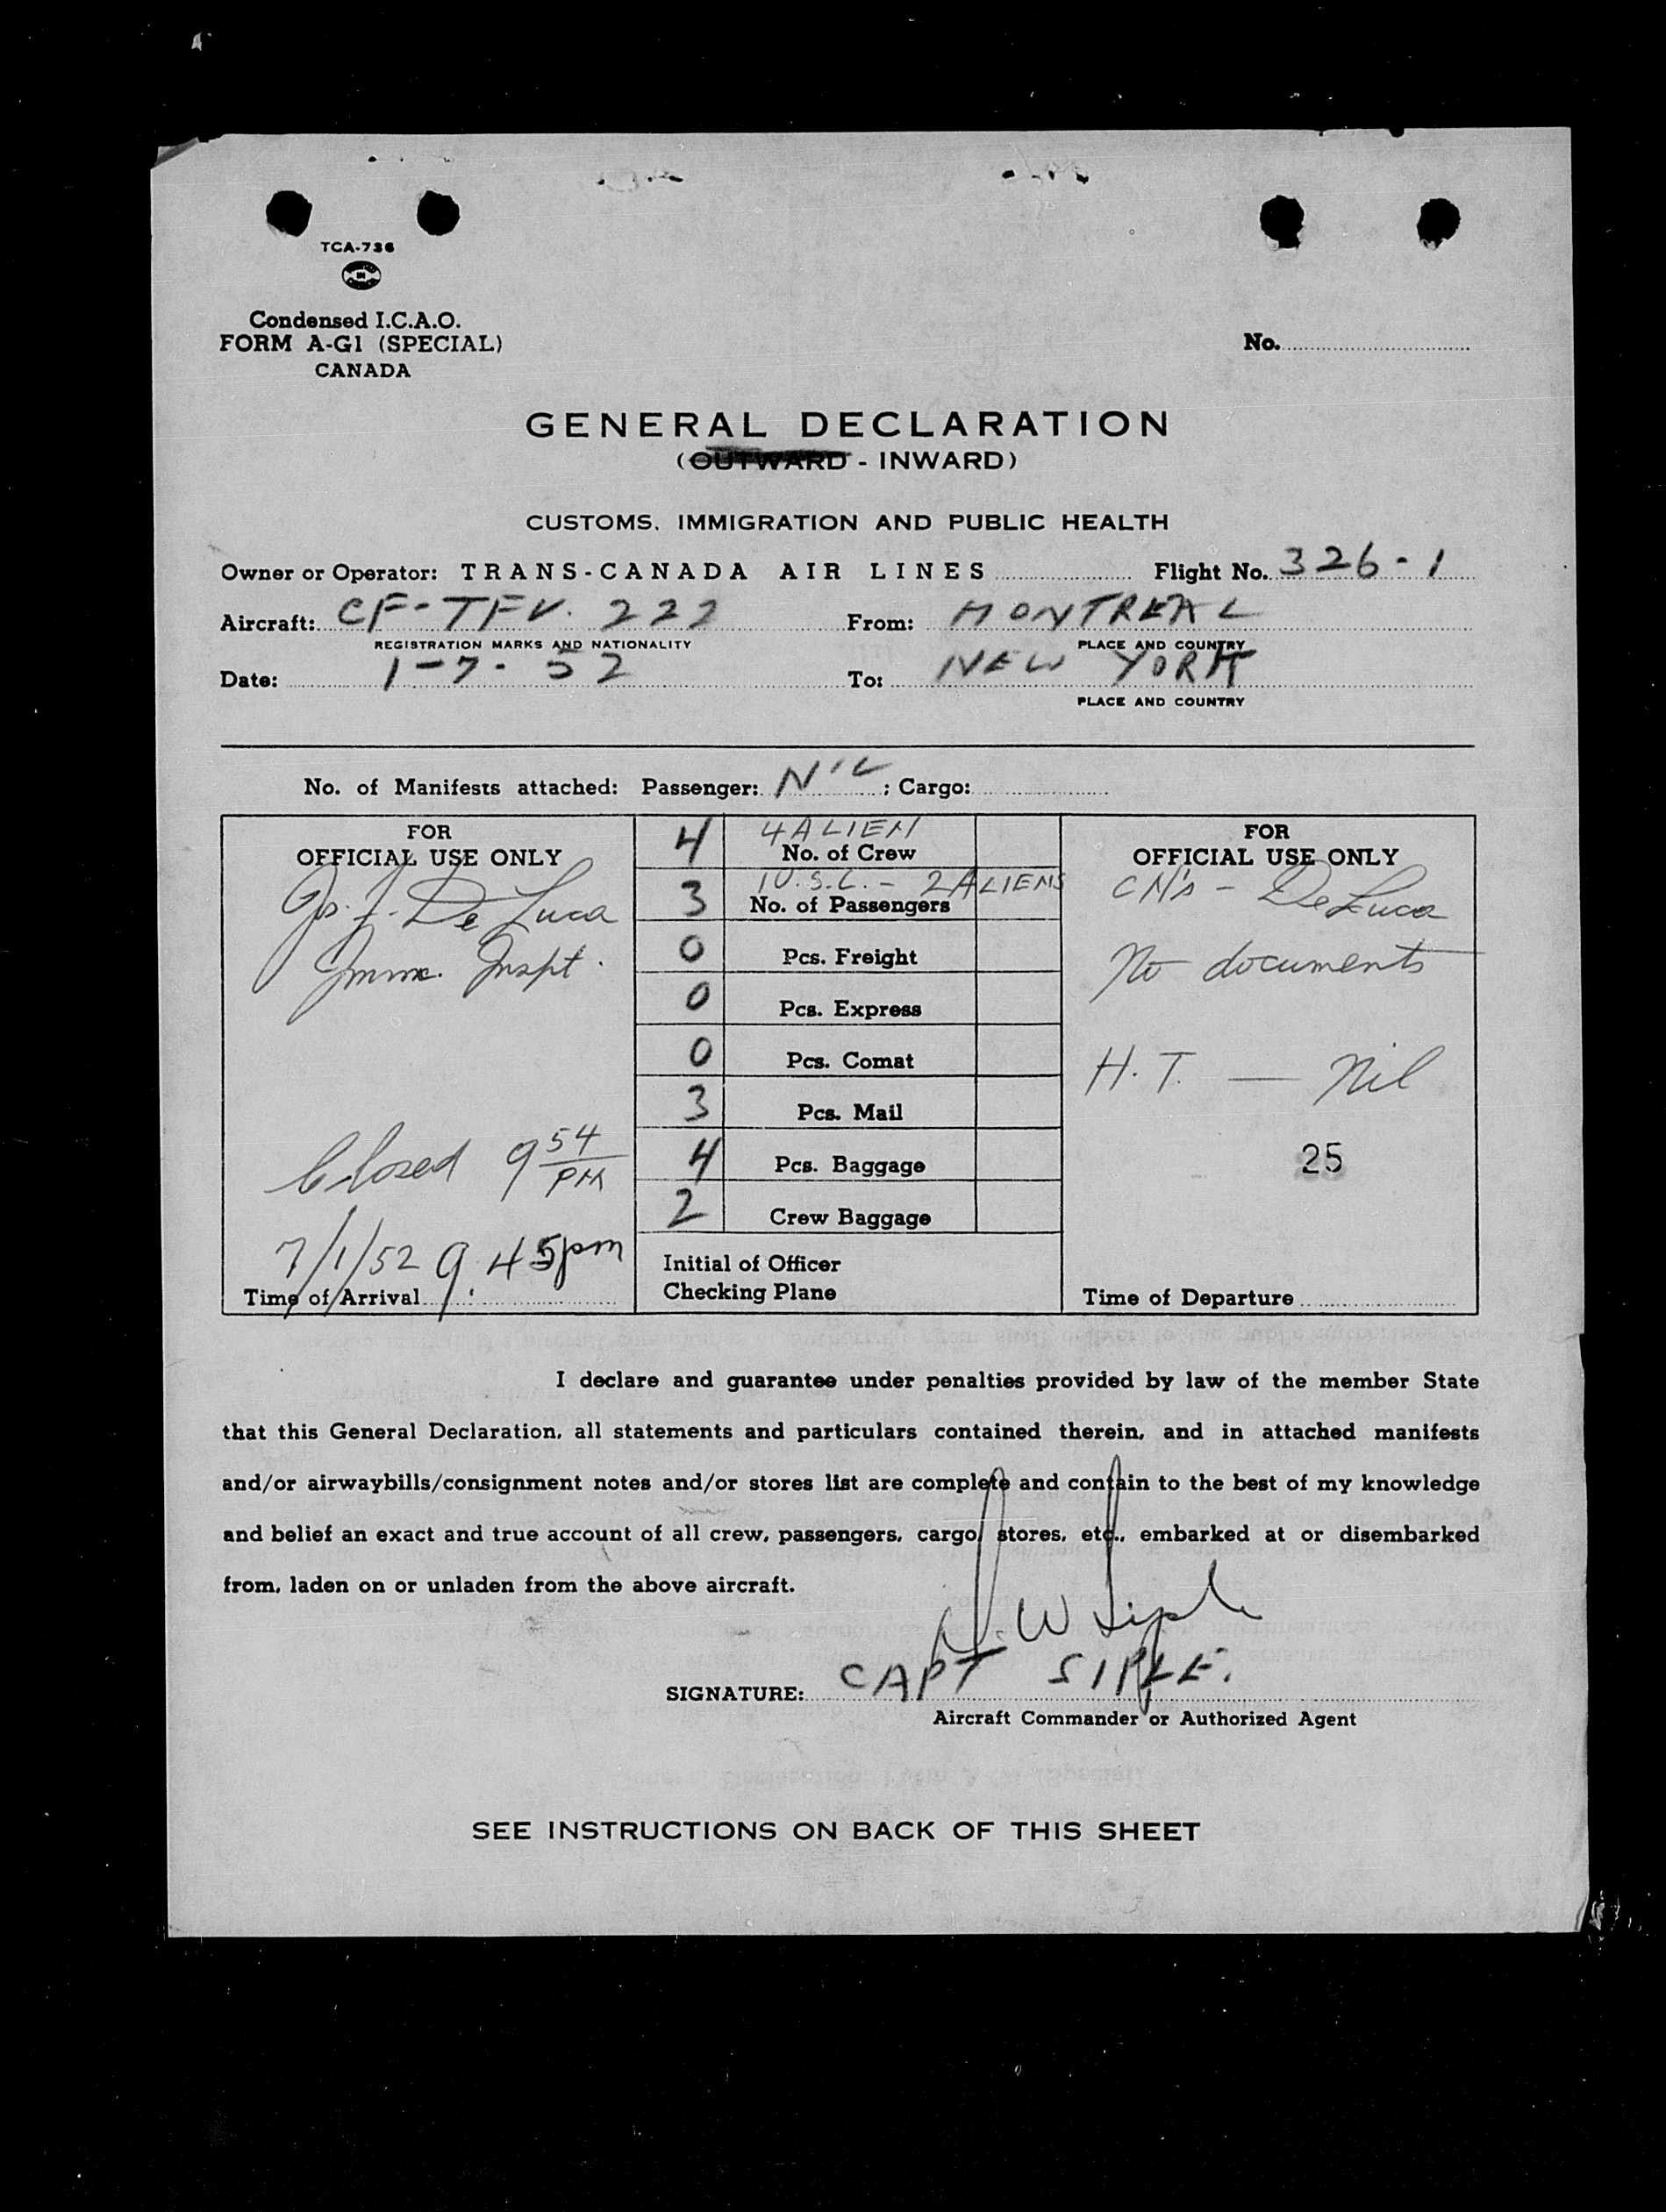 TCA-736
Condensed I.C.A.O.
FORM A-G1 (SPECIAL)
CANADA
No.
GENERAL DECLARATION
(OUTWARD - INWARD)
CUSTOMS, IMMIGRATION AND PUBLIC HEALTH
Owner or Operator: TRANS-CANADA AIR LINES Flight No. 326-1
Aircraft: CF-TFV. 222 From: MONTREAL
REGISTRATION MARKS AND NATIONALITY PLACE AND COUNTRY
Date: 1-7-52 To: NEW YORK
PLACE AND COUNTRY
No. of Manifests attached: Passenger: NIL ; Cargo:
FOR
OFFICIAL USE ONLY
De Luca
Imm. Inspt.
Closed 9 54 PM
7/1/52 9:45pm
Time of Arrival
4 4 ALIEN
No. of Crew
3 1 U.S.C. - 2 ALIENS
No. of Passengers
0 Pcs. Freight
0 Pcs. Express
0 Pcs. Comat
3 Pcs. Mail
4 Pcs. Baggage
2 Crew Baggage
Initial of Officer
Checking Plane
FOR
OFFICIAL USE ONLY
- DeLuca
No documents
H.T. — Nil
25
Time of Departure
I declare and guarantee under penalties provided by law of the member State
that this General Declaration, all statements and particulars contained therein, and in attached manifests
and/or airwaybills/consignment notes and/or stores list are complete and contain to the best of my knowledge
and belief an exact and true account of all crew, passengers, cargo, stores, etc., embarked at or disembarked
from, laden on or unladen from the above aircraft.
W Siple
SIGNATURE: CAPT SIPLE.
Aircraft Commander or Authorized Agent
SEE INSTRUCTIONS ON BACK OF THIS SHEET